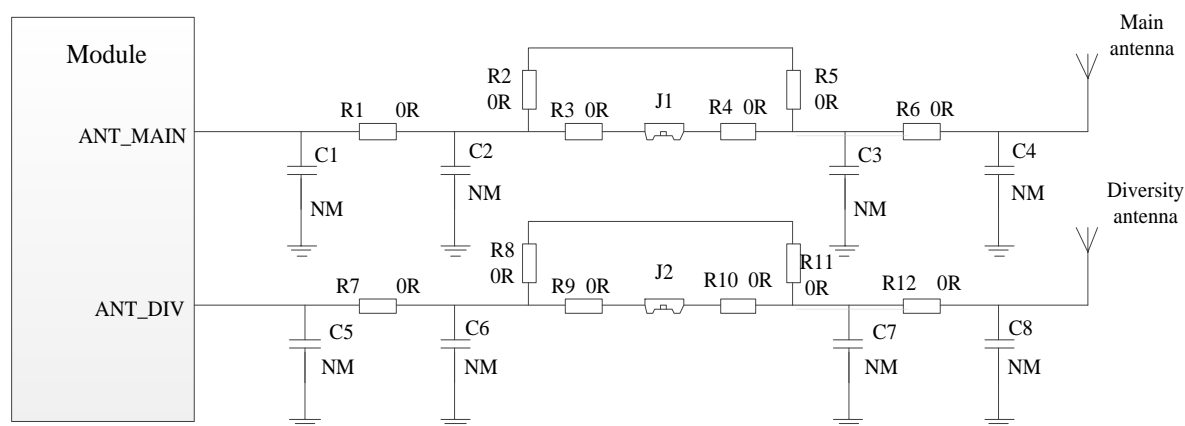 Module
ANT_MAIN
ANT_DIV
R1 0R
C1
NM
C2
NM
R2
0R
R3 0R
J1
R4 0R
R5
0R
C3
NM
R6 0R
C4
NM
Main
antenna
R7 0R
C5
NM
C6
NM
R8
0R
R9 0R
J2
R10 0R
R11
0R
C7
NM
R12 0R
C8
NM
Diversity
antenna